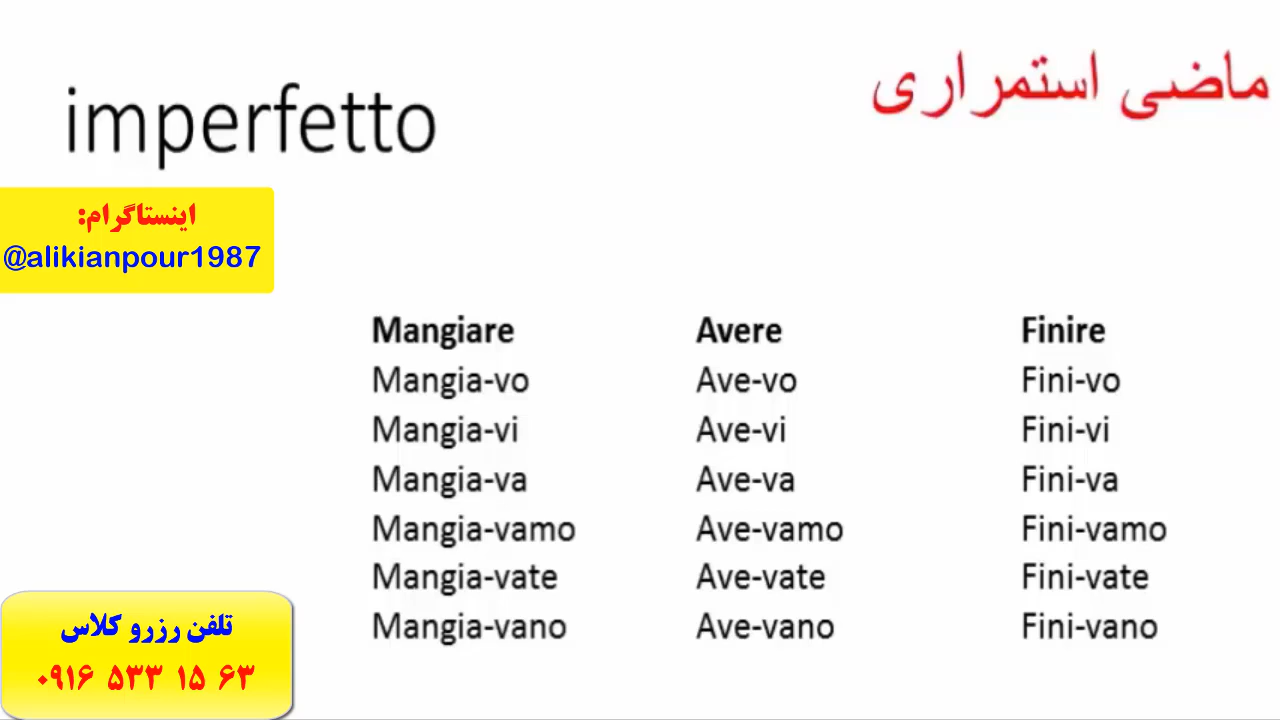 ماضی استمراری
imperfetto
اینستاگرام:
@alikianpour1987
Mangiare Avere Finire
Mangia-vo Ave-vo Fini-vo
Mangia-vi Ave-vi Fini-vi
Mangia-va Ave-va Fini-va
Mangia-vamo Ave-vamo Fini-vamo
Mangia-vate Ave-vate Fini-vate
Mangia-vano Ave-vano Fini-vano
تلفن رزرو کلاس
۰۹۱۶ ۵۳۳ ۱۵ ۶۳